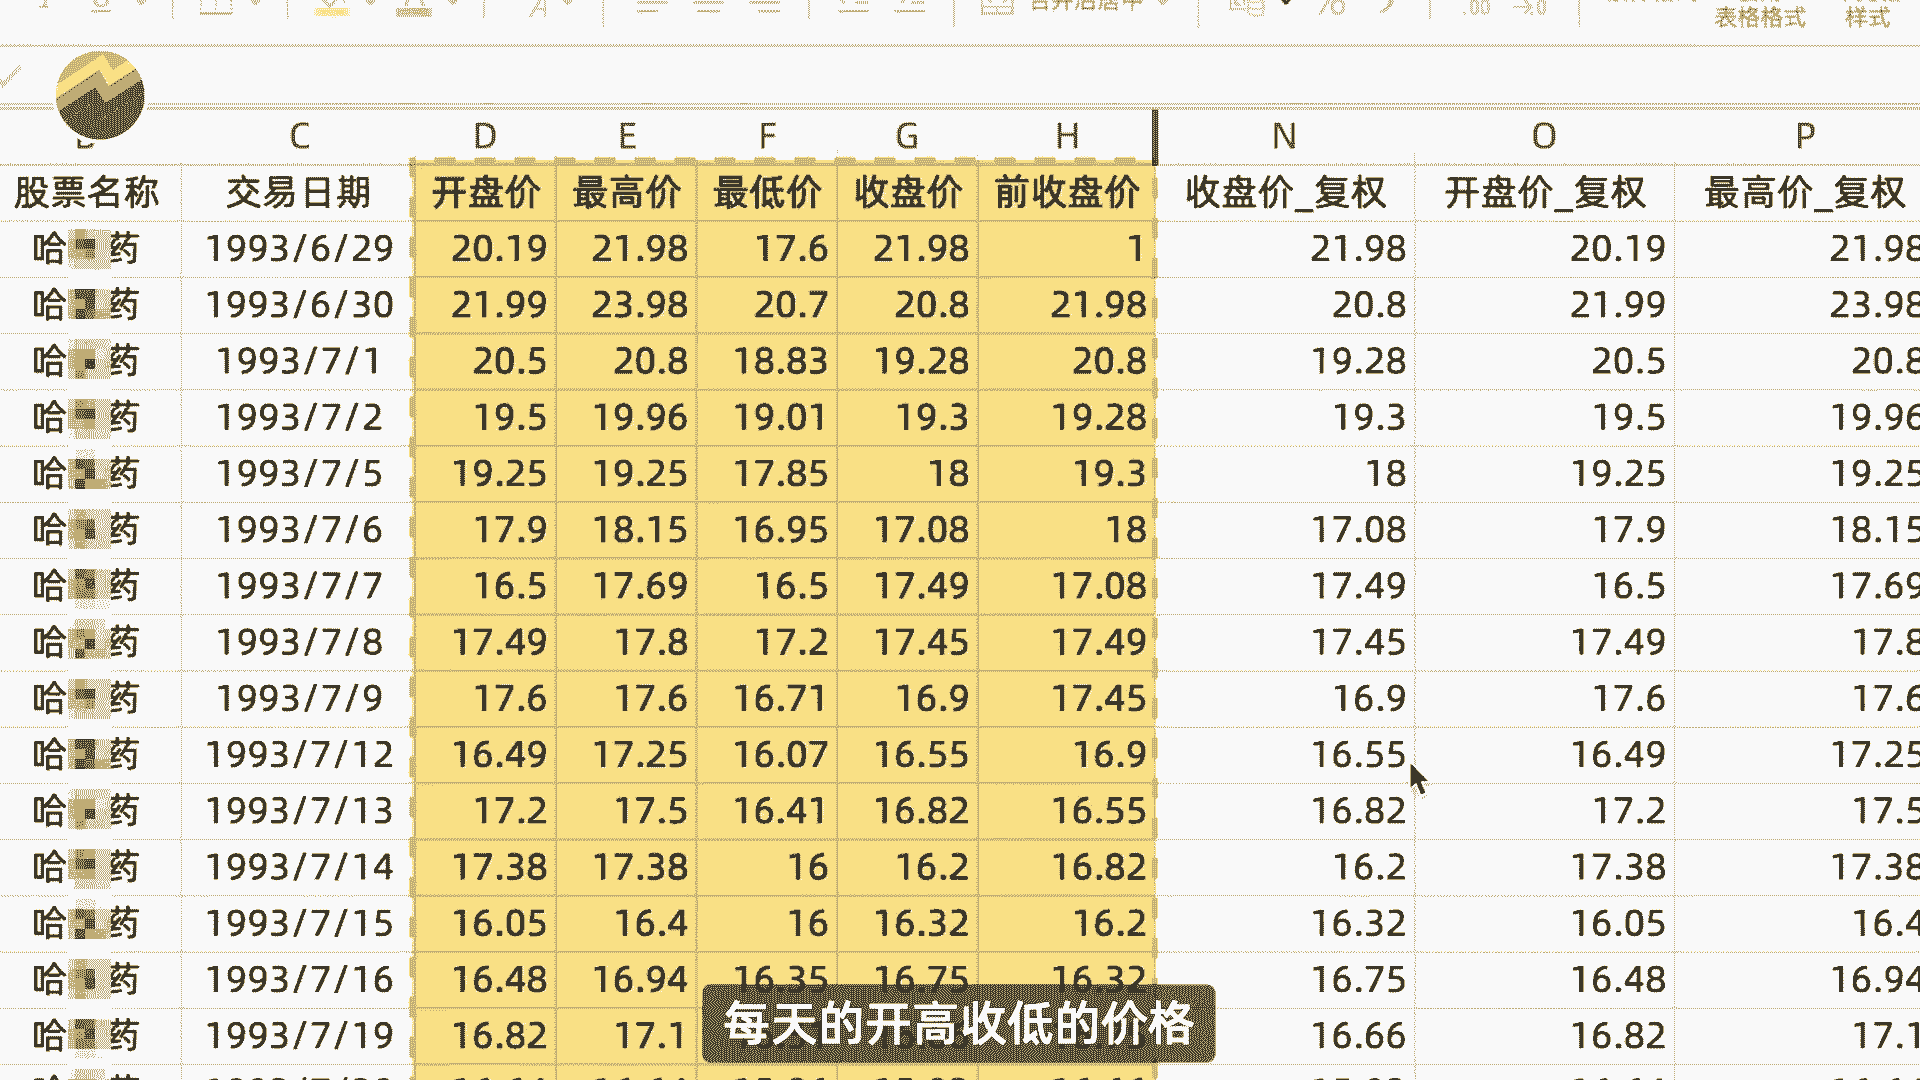 合并后居中 % .00 →.0
表格格式 样式
C D E F G H N O P
股票名称 交易日期 开盘价 最高价 最低价 收盘价 前收盘价 收盘价_复权 开盘价_复权 最高价_复权
哈 药 1993/6/29 20.19 21.98 17.6 21.98 1 21.98 20.19 21.98
哈 药 1993/6/30 21.99 23.98 20.7 20.8 21.98 20.8 21.99 23.98
哈 药 1993/7/1 20.5 20.8 18.83 19.28 20.8 19.28 20.5 20.8
哈 药 1993/7/2 19.5 19.96 19.01 19.3 19.28 19.3 19.5 19.96
哈 药 1993/7/5 19.25 19.25 17.85 18 19.3 18 19.25 19.25
哈 药 1993/7/6 17.9 18.15 16.95 17.08 18 17.08 17.9 18.15
哈 药 1993/7/7 16.5 17.69 16.5 17.49 17.08 17.49 16.5 17.69
哈 药 1993/7/8 17.49 17.8 17.2 17.45 17.49 17.45 17.49 17.8
哈 药 1993/7/9 17.6 17.6 16.71 16.9 17.45 16.9 17.6 17.6
哈 药 1993/7/12 16.49 17.25 16.07 16.55 16.9 16.55 16.49 17.25
哈 药 1993/7/13 17.2 17.5 16.41 16.82 16.55 16.82 17.2 17.5
哈 药 1993/7/14 17.38 17.38 16 16.2 16.82 16.2 17.38 17.38
哈 药 1993/7/15 16.05 16.4 16 16.32 16.2 16.32 16.05 16.4
哈 药 1993/7/16 16.48 16.94 16.35 16.75 16.32 16.75 16.48 16.94
哈 药 1993/7/19 16.82 17.1 16.66 16.82 17.1
每天的开高收低的价格